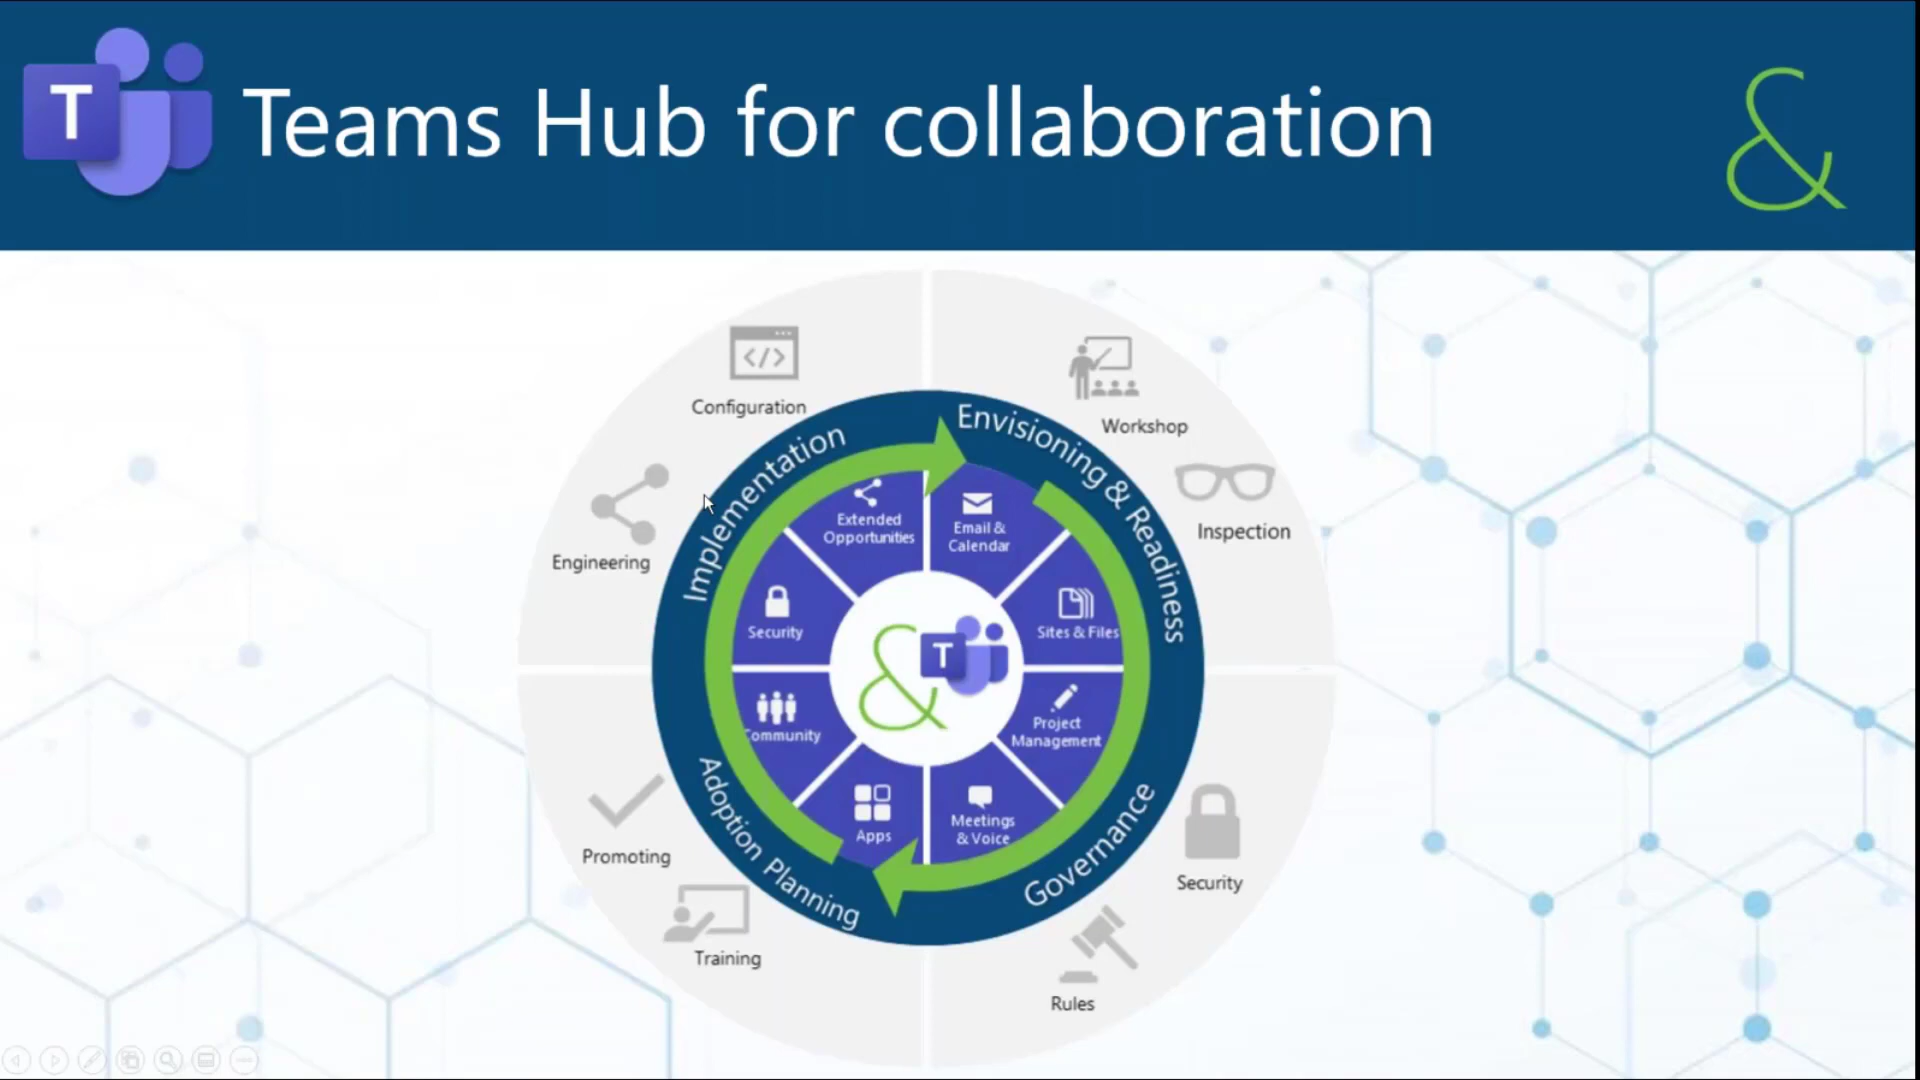 T
Teams Hub for collaboration
&
Configuration
Engineering
Workshop
Inspection
Implementation
Envisioning & Readiness
Extended
Opportunities
Email &
Calendar
Security
Sites & Files
Community
Project
Management
Apps
Meetings
& Voice
& T
Adoption Planning
Governance
Promoting
Training
Security
Rules